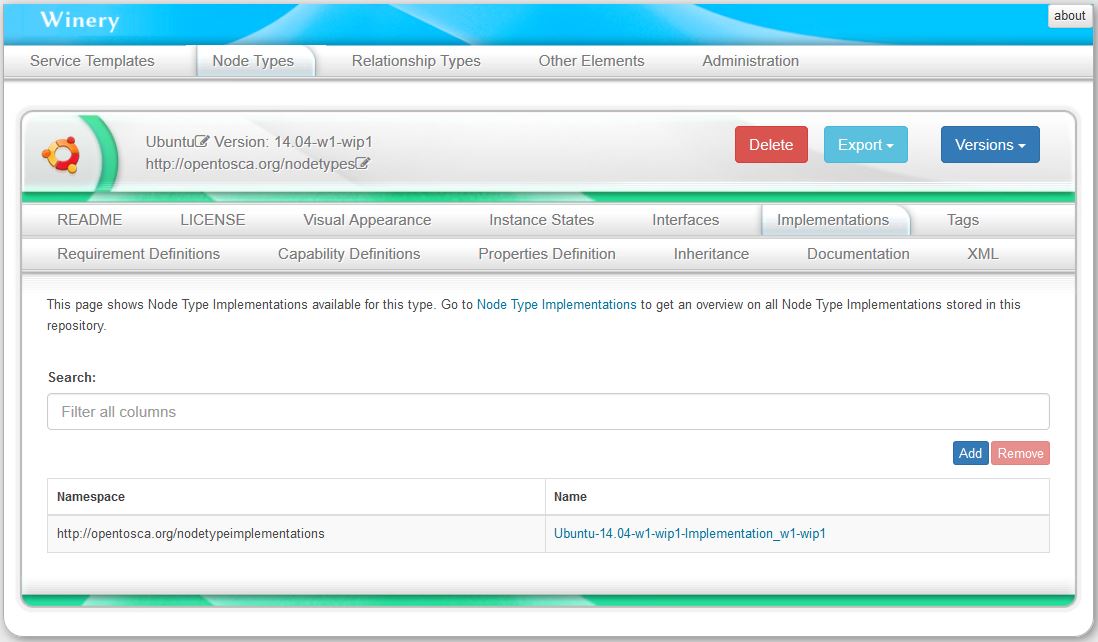 Winery
about
Service Templates Node Types Relationship Types Other Elements Administration
Ubuntu Version: 14.04-w1-wip1
http://opentosca.org/nodetypes
Delete Export Versions
README LICENSE Visual Appearance Instance States Interfaces Implementations Tags
Requirement Definitions Capability Definitions Properties Definition Inheritance Documentation XML
This page shows Node Type Implementations available for this type. Go to Node Type Implementations to get an overview on all Node Type Implementations stored in this
repository.
Search:
Filter all columns
Add Remove
Namespace Name
http://opentosca.org/nodetypeimplementations Ubuntu-14.04-w1-wip1-Implementation_w1-wip1